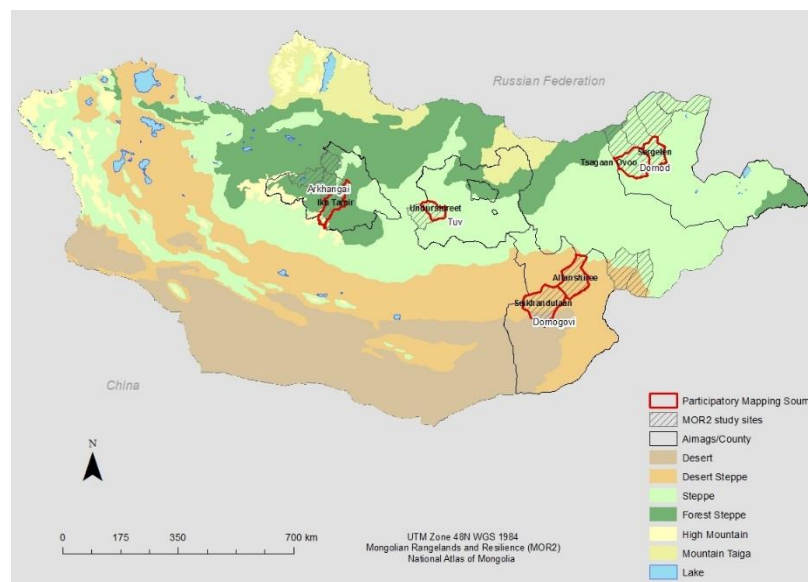 Russian Federation
Sergelen
Tsagaan Ovoo
Dornod
Arkhangai
Ikh Tamir
Undurshireet
Tuv
Altanshiree
Saikhandulaan
Dornogovi
China
N
0 175 350 700 km
UTM Zone 48N WGS 1984
Mongolian Rangelands and Resilience (MOR2)
National Atlas of Mongolia
Participatory Mapping Soum
MOR2 study sites
Aimags/County
Desert
Desert Steppe
Steppe
Forest Steppe
High Mountain
Mountain Taiga
Lake